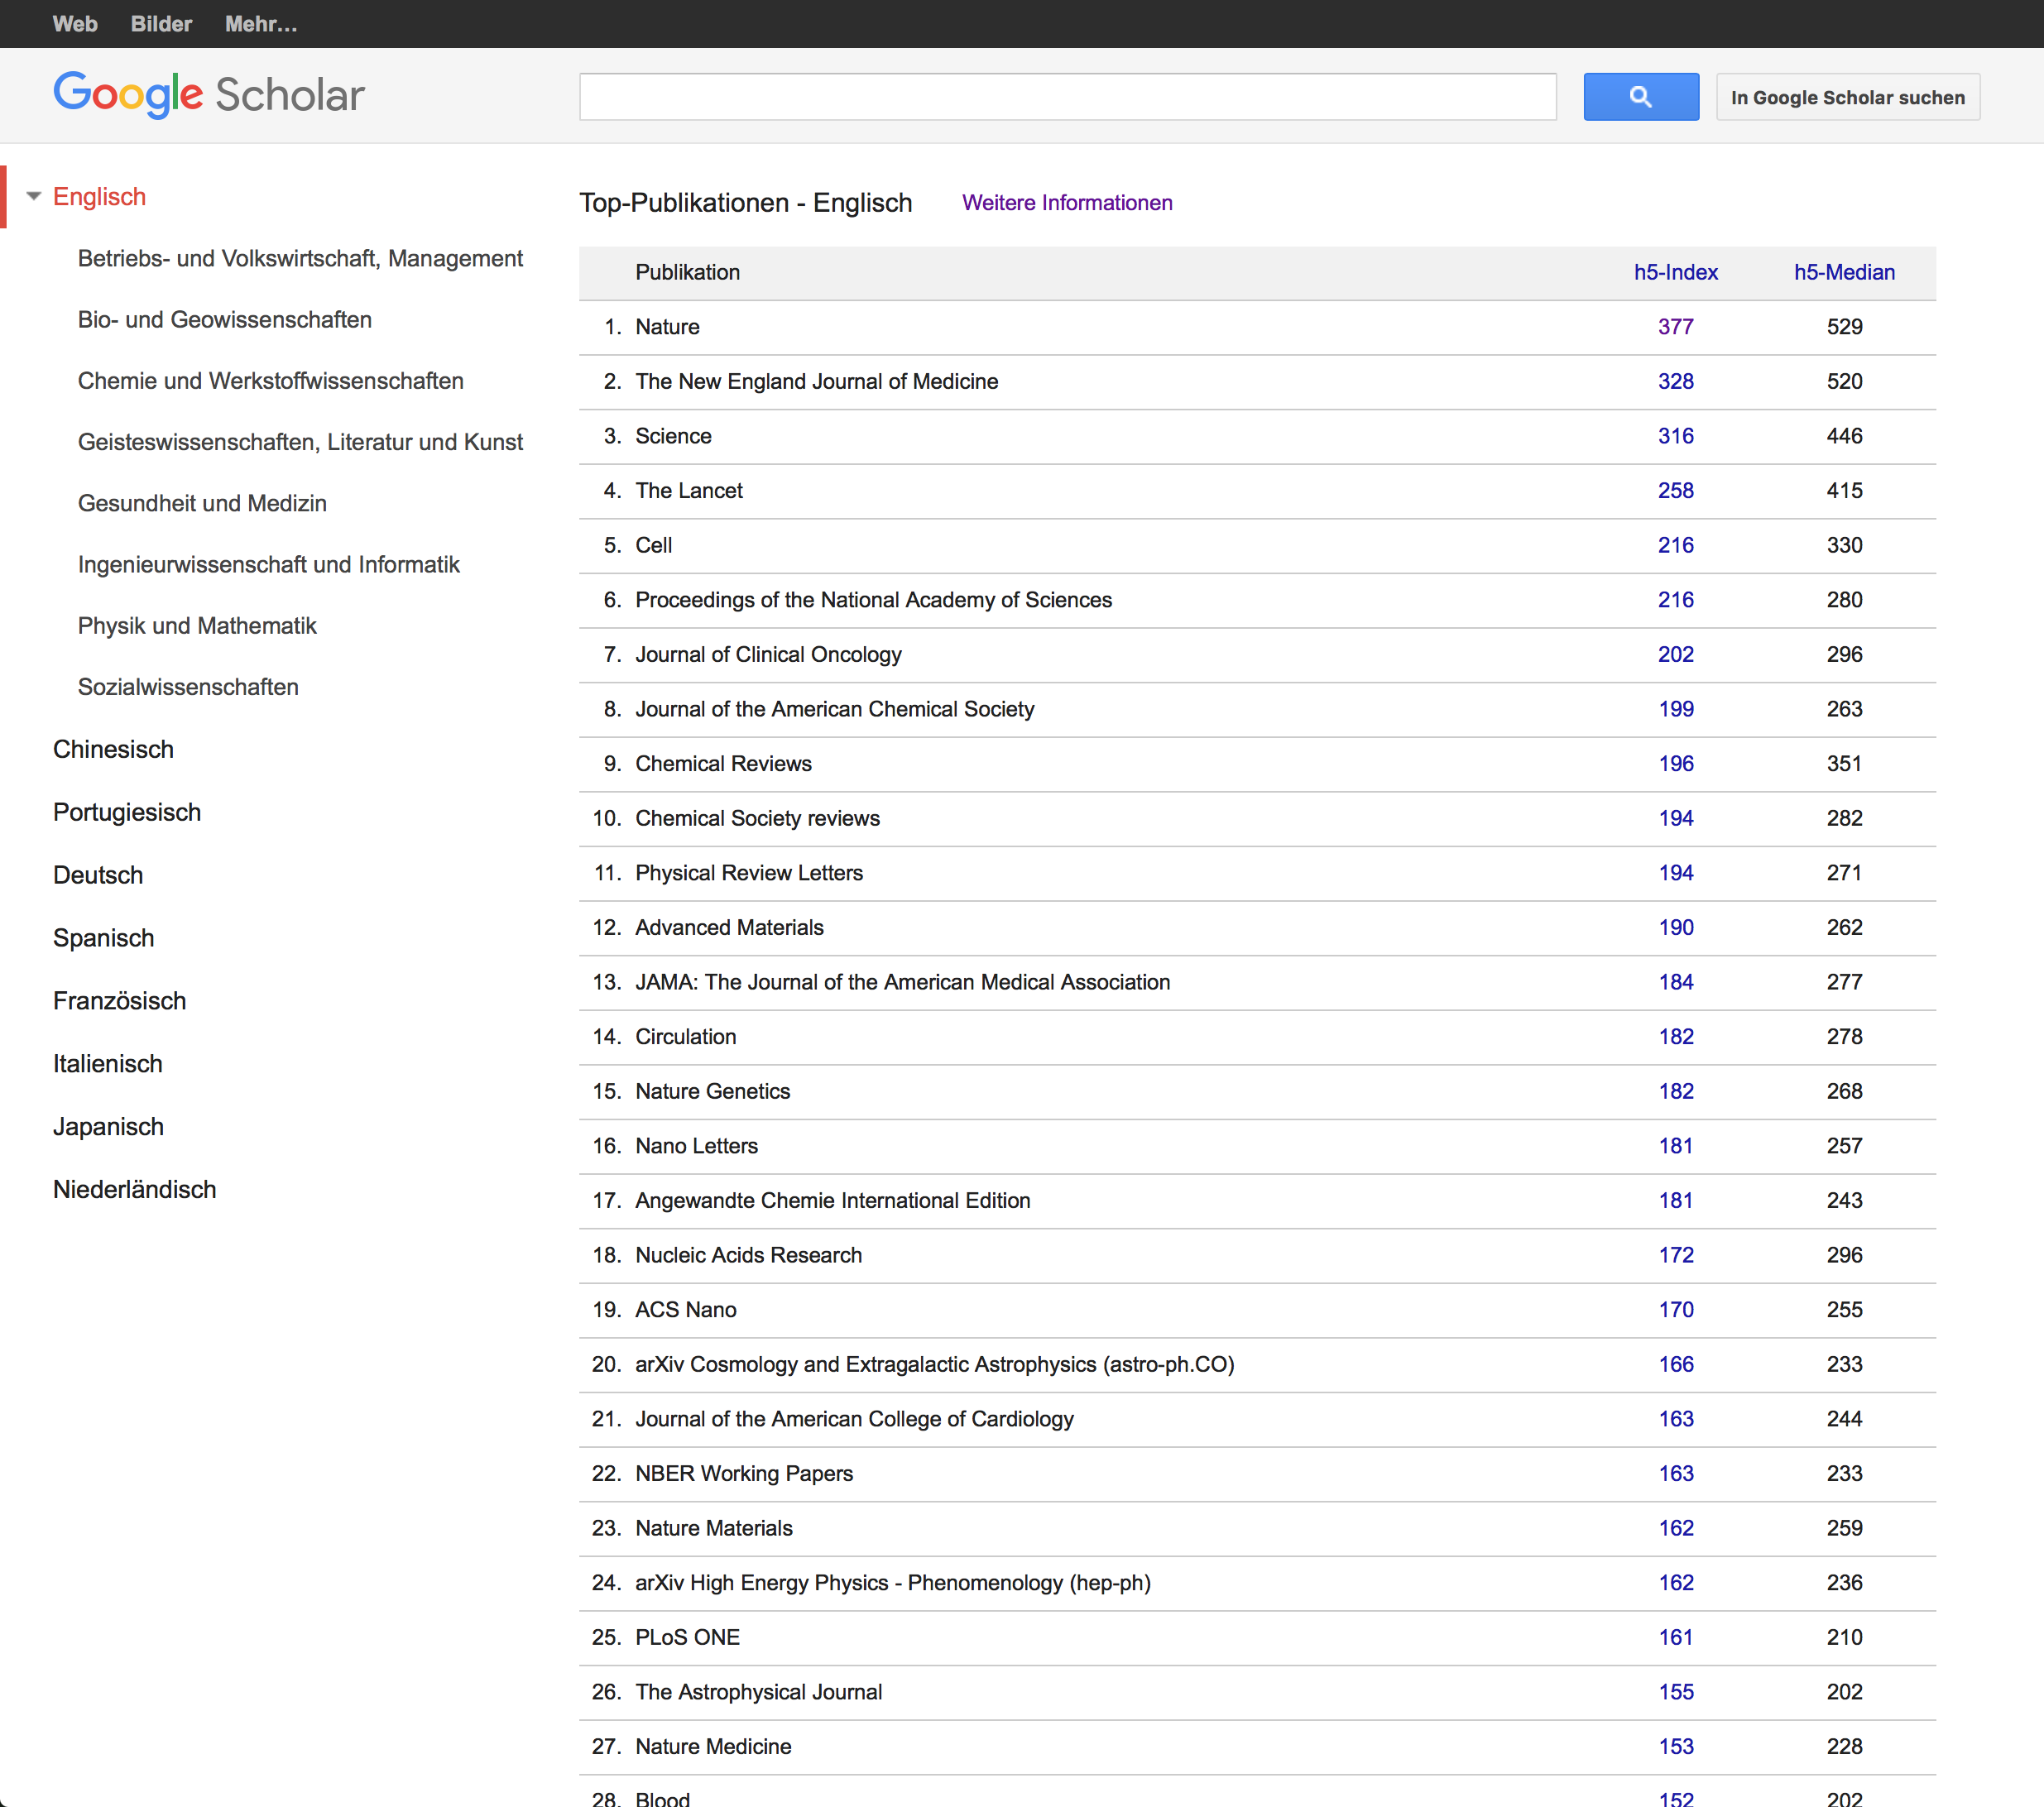 Web Bilder Mehr…
Google Scholar
In Google Scholar suchen
Englisch
Betriebs- und Volkswirtschaft, Management
Bio- und Geowissenschaften
Chemie und Werkstoffwissenschaften
Geisteswissenschaften, Literatur und Kunst
Gesundheit und Medizin
Ingenieurwissenschaft und Informatik
Physik und Mathematik
Sozialwissenschaften
Chinesisch
Portugiesisch
Deutsch
Spanisch
Französisch
Italienisch
Japanisch
Niederländisch
Top-Publikationen - Englisch Weitere Informationen
Publikation h5-Index h5-Median
1. Nature 377 529
2. The New England Journal of Medicine 328 520
3. Science 316 446
4. The Lancet 258 415
5. Cell 216 330
6. Proceedings of the National Academy of Sciences 216 280
7. Journal of Clinical Oncology 202 296
8. Journal of the American Chemical Society 199 263
9. Chemical Reviews 196 351
10. Chemical Society reviews 194 282
11. Physical Review Letters 194 271
12. Advanced Materials 190 262
13. JAMA: The Journal of the American Medical Association 184 277
14. Circulation 182 278
15. Nature Genetics 182 268
16. Nano Letters 181 257
17. Angewandte Chemie International Edition 181 243
18. Nucleic Acids Research 172 296
19. ACS Nano 170 255
20. arXiv Cosmology and Extragalactic Astrophysics (astro-ph.CO) 166 233
21. Journal of the American College of Cardiology 163 244
22. NBER Working Papers 163 233
23. Nature Materials 162 259
24. arXiv High Energy Physics - Phenomenology (hep-ph) 162 236
25. PLoS ONE 161 210
26. The Astrophysical Journal 155 202
27. Nature Medicine 153 228
28. Blood 152 202